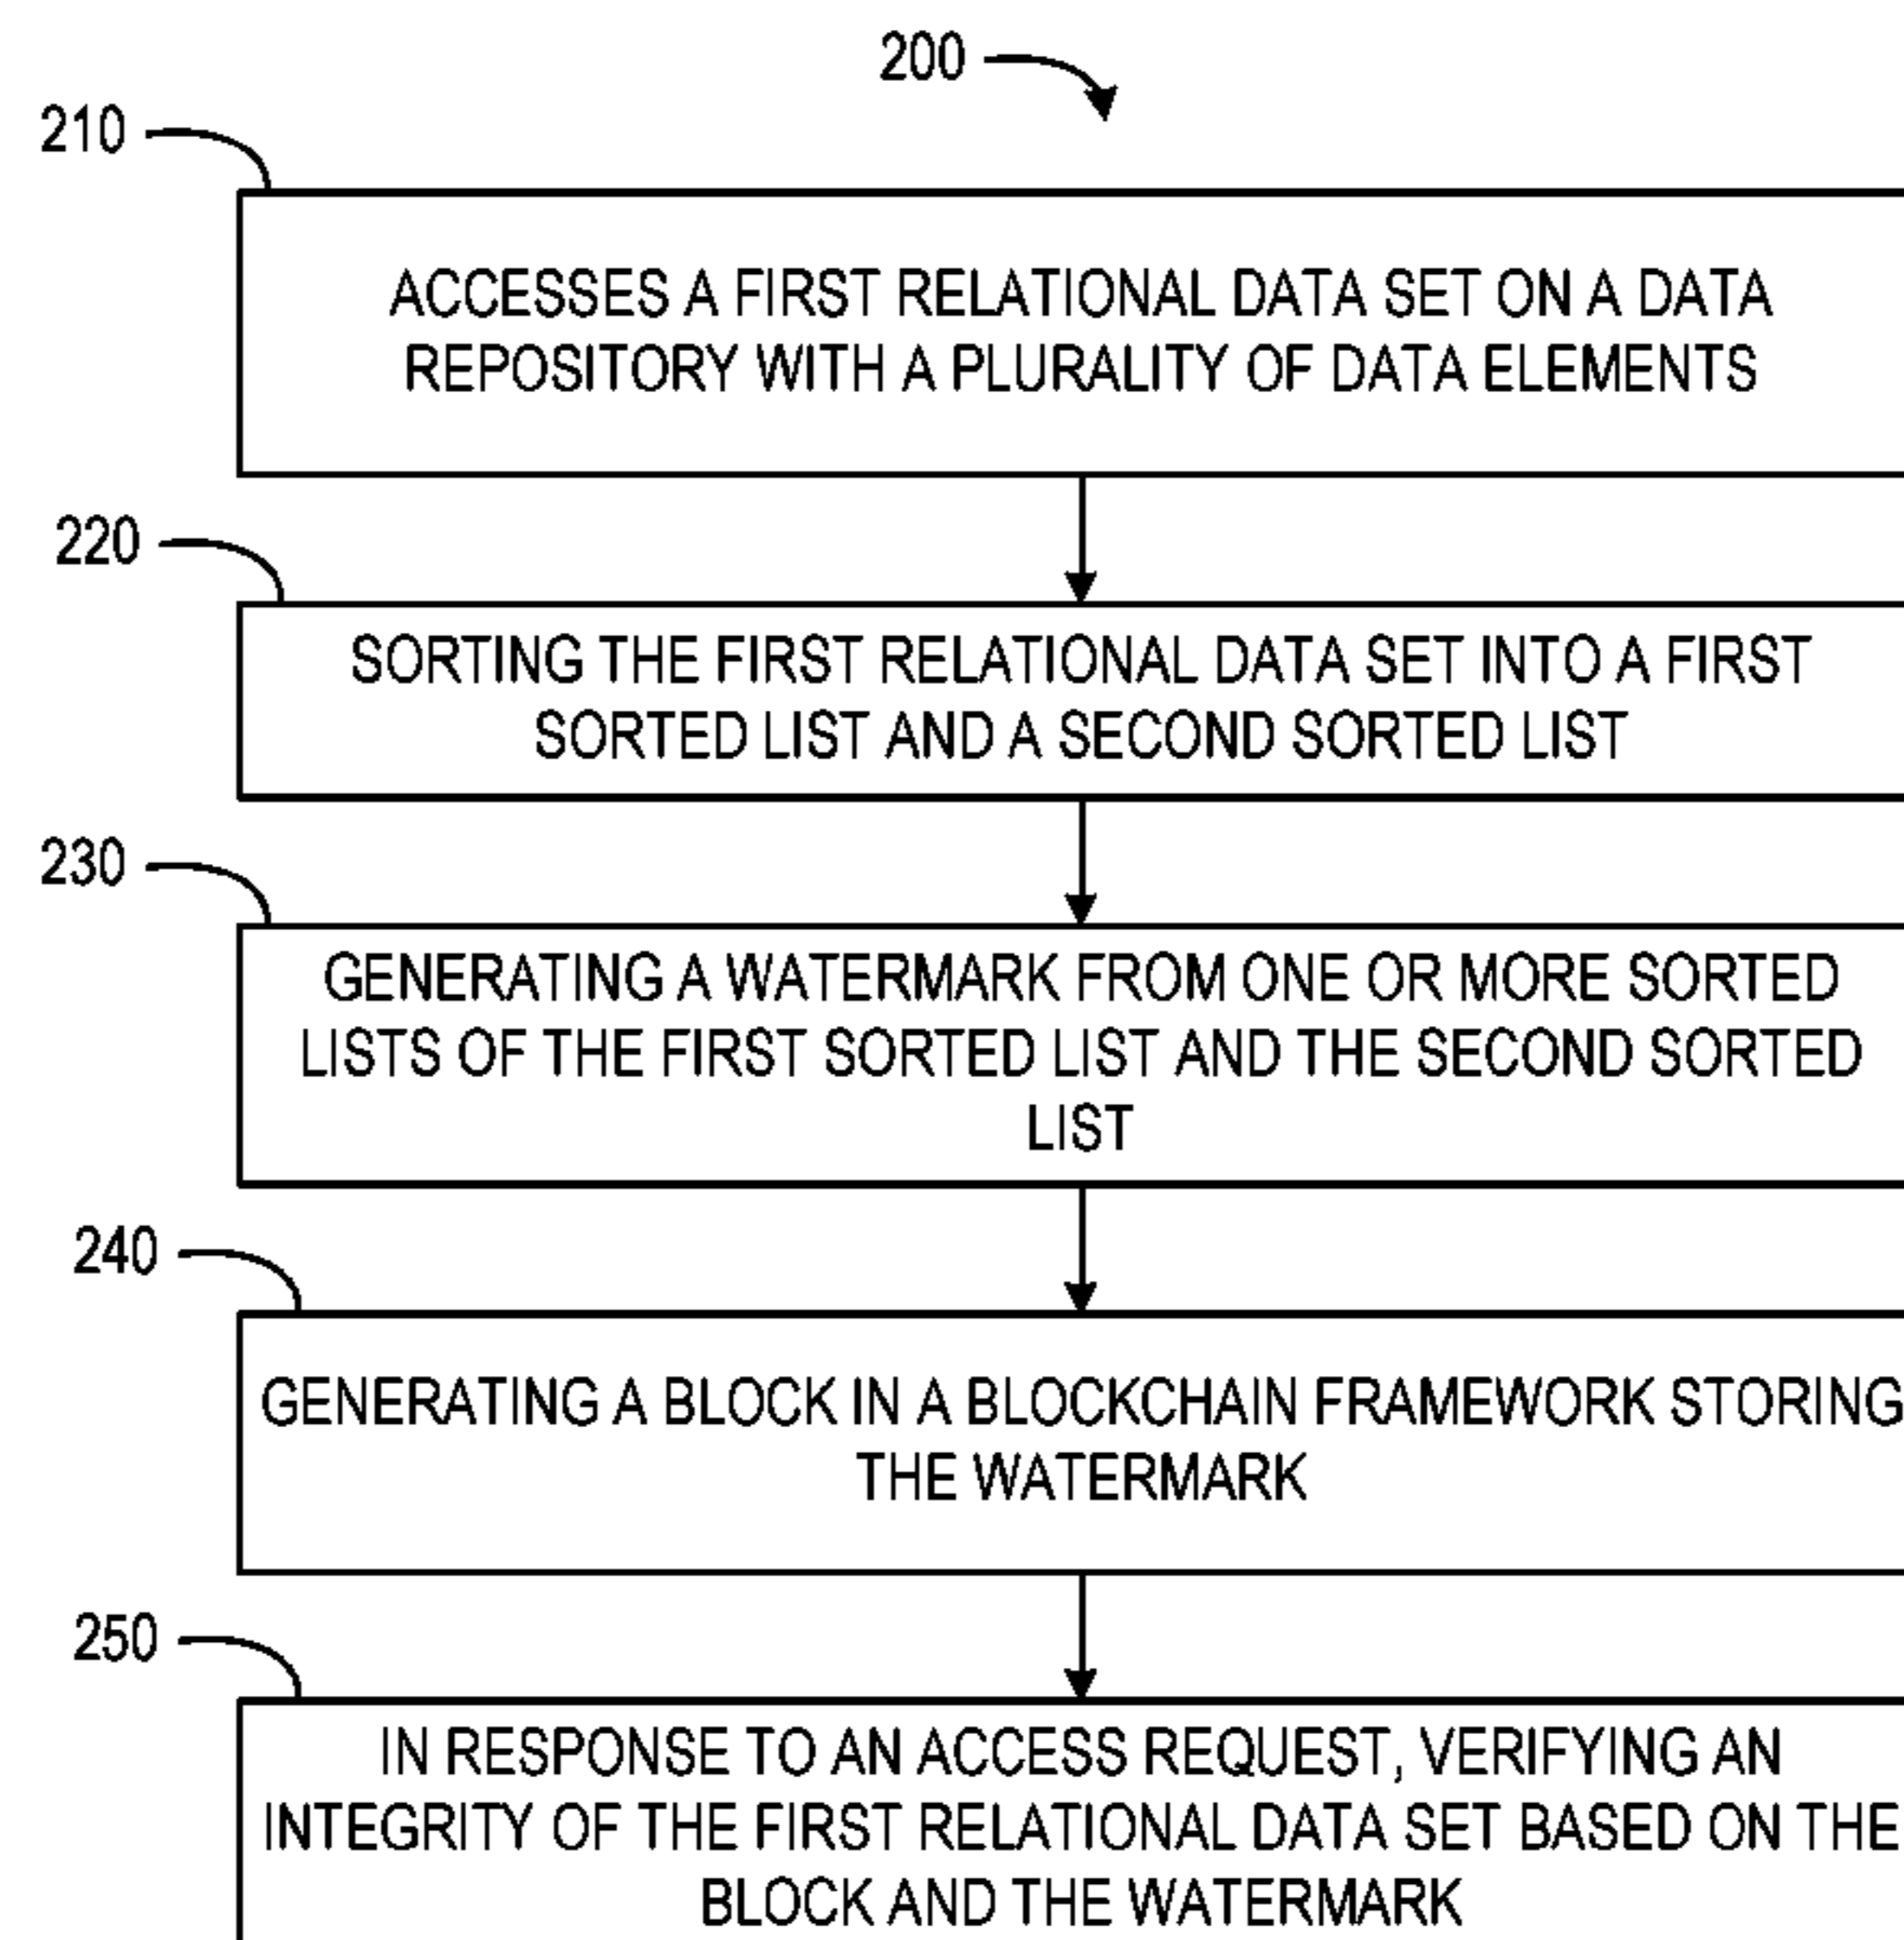 200
210
ACCESSES A FIRST RELATIONAL DATA SET ON A DATA
REPOSITORY WITH A PLURALITY OF DATA ELEMENTS
220
SORTING THE FIRST RELATIONAL DATA SET INTO A FIRST
SORTED LIST AND A SECOND SORTED LIST
230
GENERATING A WATERMARK FROM ONE OR MORE SORTED
LISTS OF THE FIRST SORTED LIST AND THE SECOND SORTED
LIST
240
GENERATING A BLOCK IN A BLOCKCHAIN FRAMEWORK STORING
THE WATERMARK
250
IN RESPONSE TO AN ACCESS REQUEST, VERIFYING AN
INTEGRITY OF THE FIRST RELATIONAL DATA SET BASED ON THE
BLOCK AND THE WATERMARK